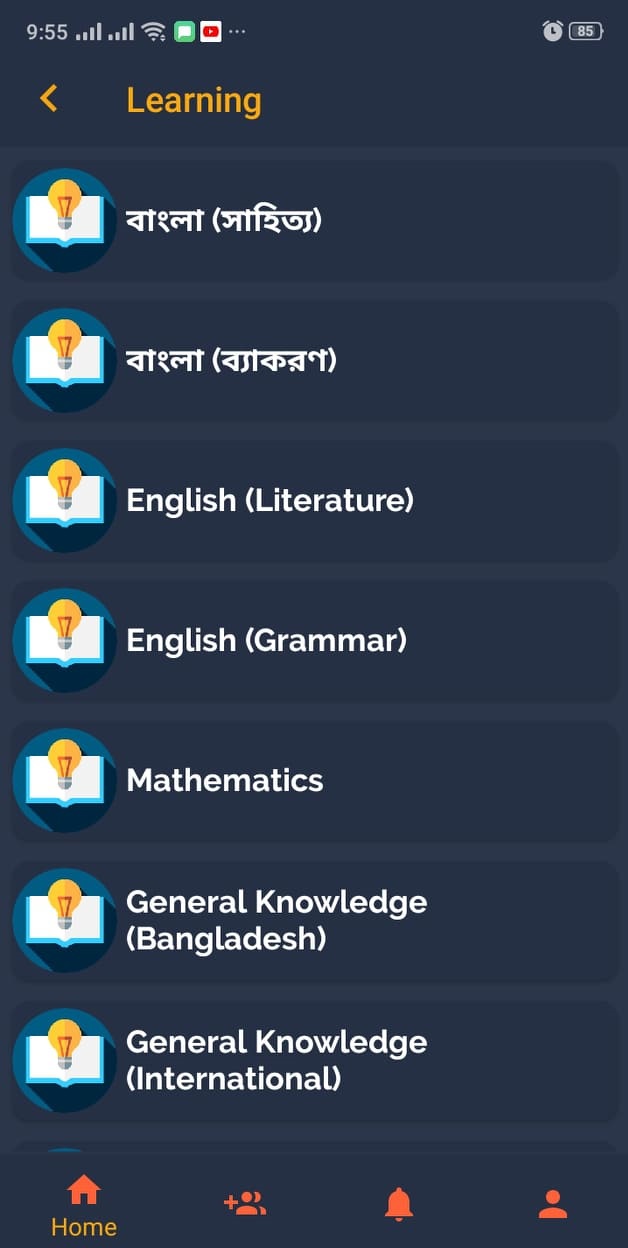 9:55
85
Learning
বাংলা (সাহিত্য)
বাংলা (ব্যাকরণ)
English (Literature)
English (Grammar)
Mathematics
General Knowledge
(Bangladesh)
General Knowledge
(International)
Home